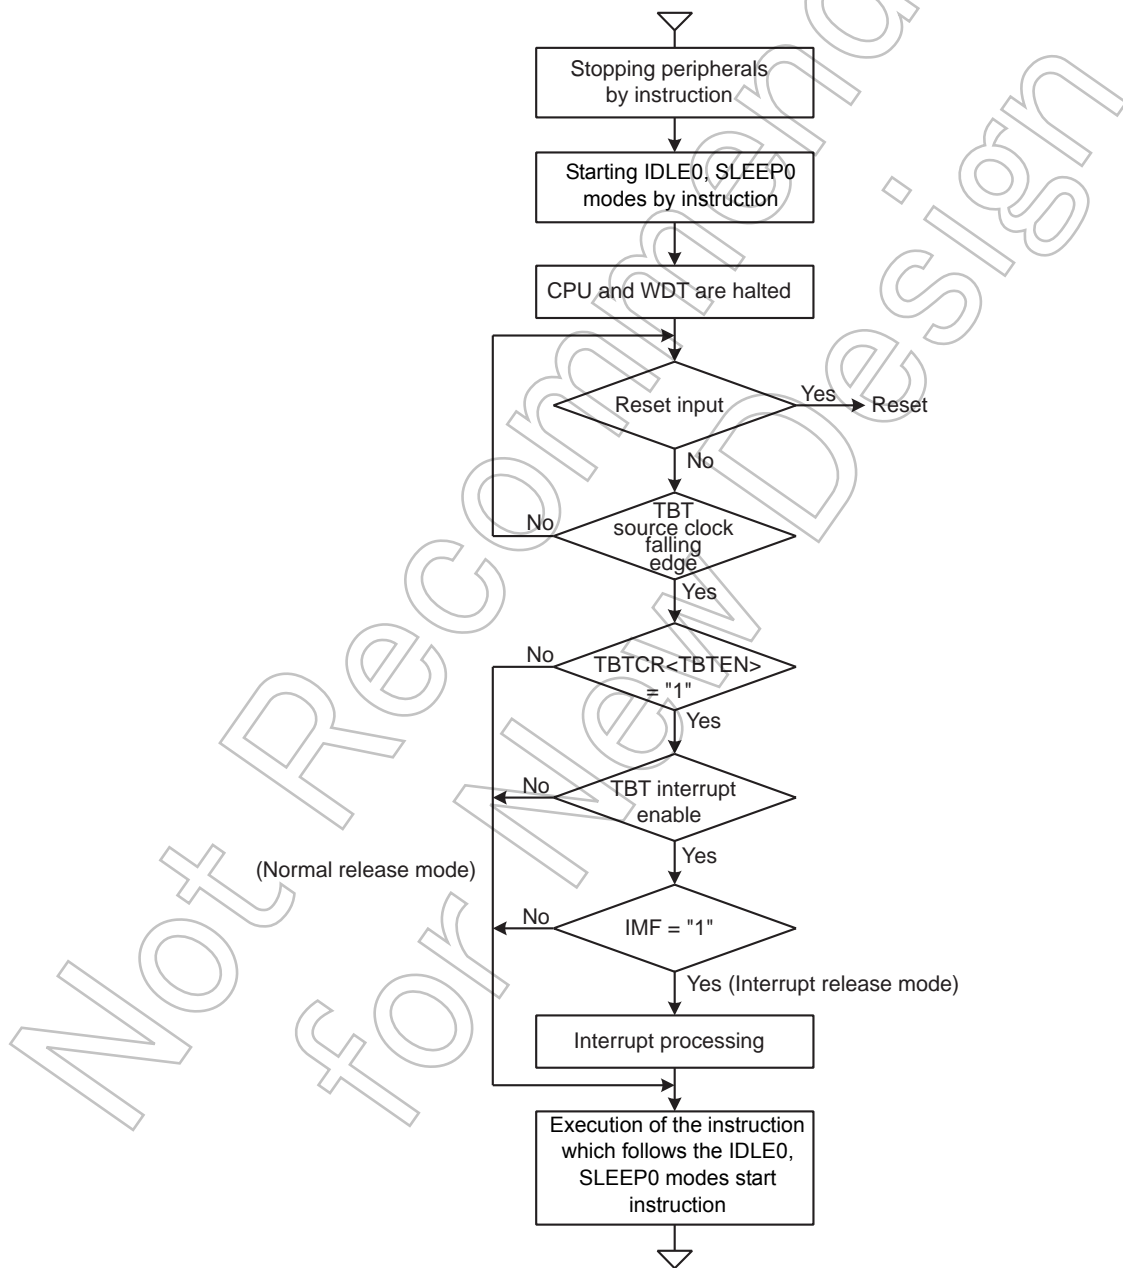 Stopping peripherals
by instruction
Starting IDLE0, SLEEP0
modes by instruction
CPU and WDT are halted
Reset input
Yes
Reset
No
No
TBT
source clock
falling
edge
Yes
No
TBTCR<TBTEN>
= "1"
Yes
No
TBT interrupt
enable
Yes
(Normal release mode)
No
IMF = "1"
Yes (Interrupt release mode)
Interrupt processing
Execution of the instruction
which follows the IDLE0,
SLEEP0 modes start
instruction
Not Recommend
for New Design